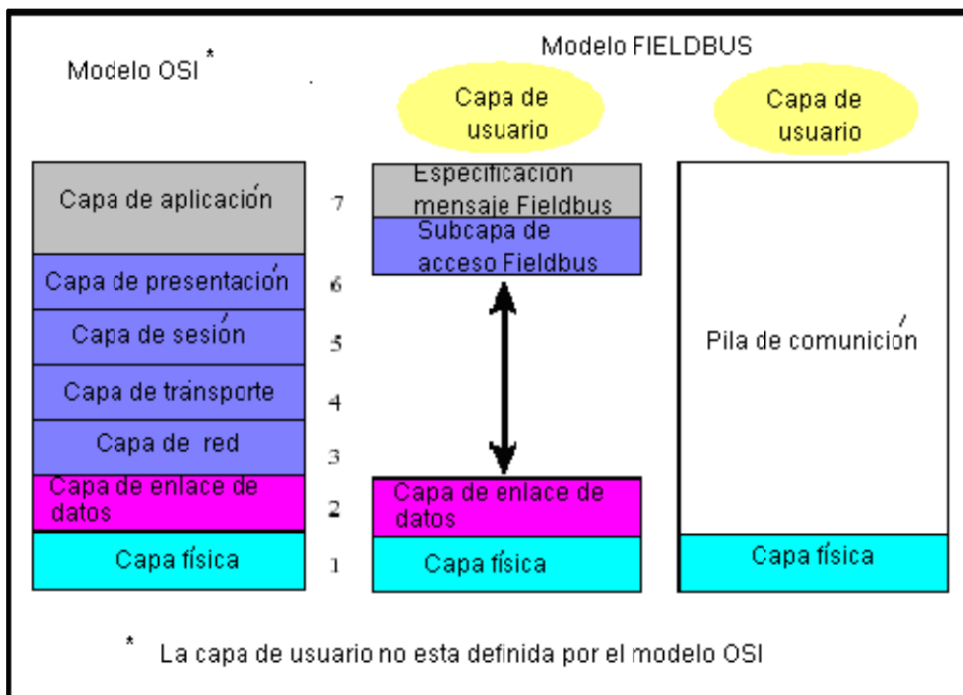 Modelo OSI *
Modelo FIELDBUS
Capa de
usuario
Capa de
usuario
Capa de aplicación
Capa de presentación
Capa de sesión
Capa de transporte
Capa de red
Capa de enlace de
datos
Capa física
7
6
5
4
3
2
1
Especificación
mensaje Fieldbus
Subcapa de
acceso Fieldbus
Capa de enlace de
datos
Capa física
Pila de comunición
Capa física
* La capa de usuario no esta definida por el modelo OSI